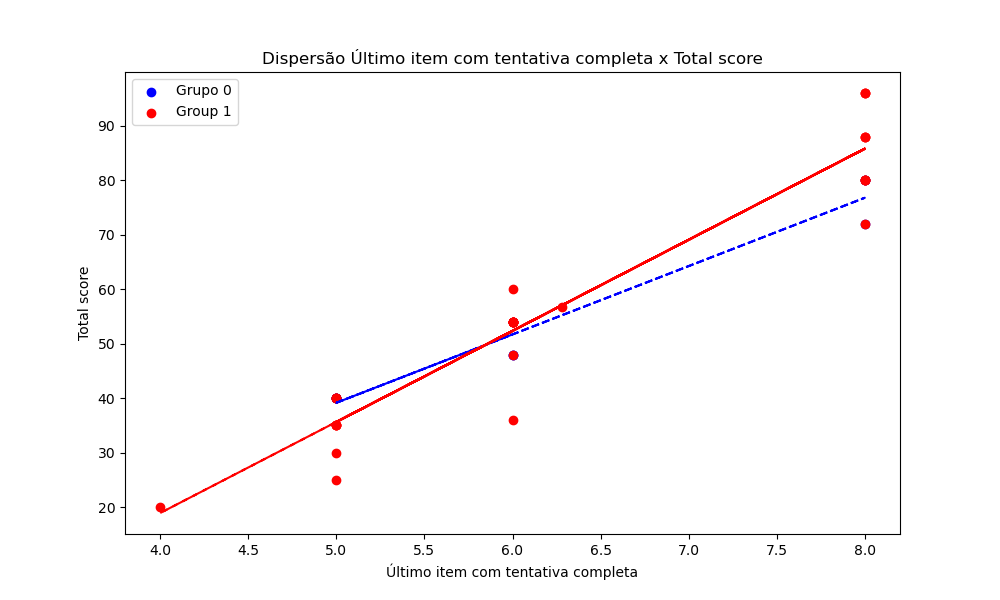 Dispersão Último item com tentativa completa x Total score
Grupo 0
Group 1
90
80
70
60
50
40
30
20
Total score
4.0 4.5 5.0 5.5 6.0 6.5 7.0 7.5 8.0
Último item com tentativa completa